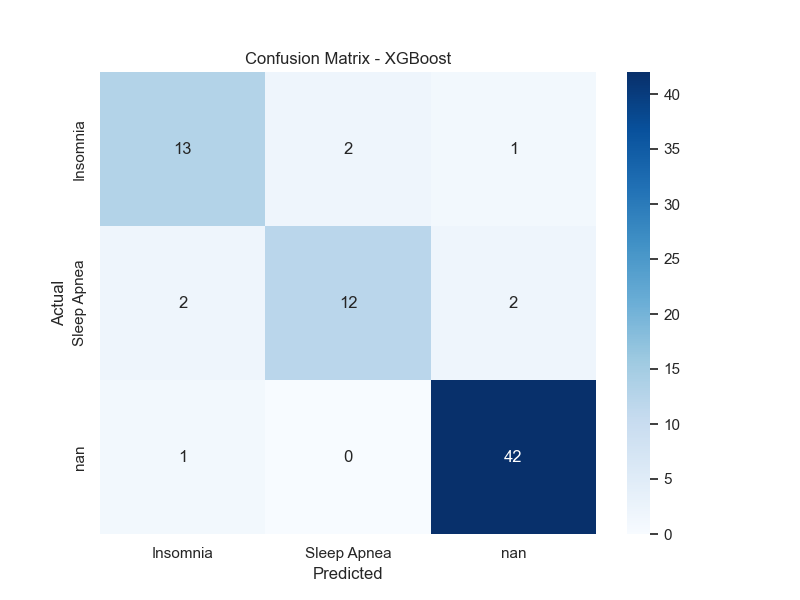 Confusion Matrix - XGBoost
Insomnia
13 2 1
Actual
Sleep Apnea
2 12 2
nan
1 0 42
Insomnia Sleep Apnea nan
Predicted
40
35
30
25
20
15
10
5
0